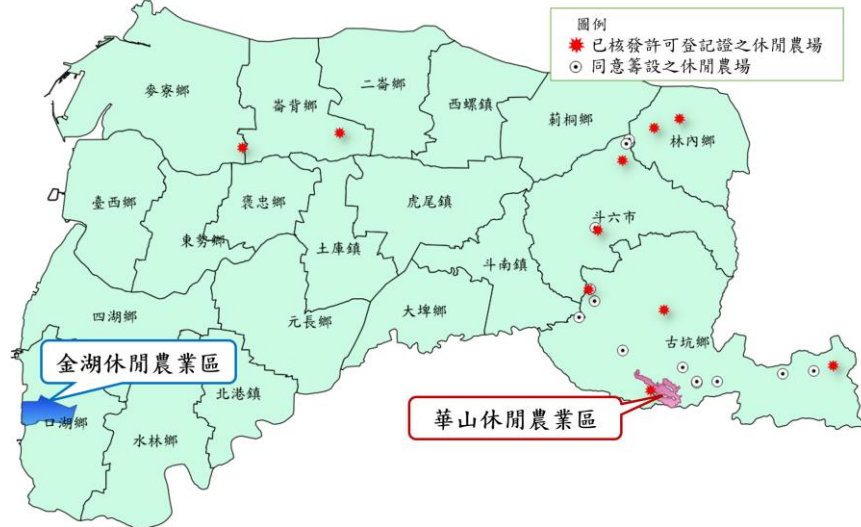 圖例
已核發許可登記證之休閒農場
同意籌設之休閒農場
麥寮鄉
崙背鄉
二崙鄉
西螺鎮
莿桐鄉
林內鄉
臺西鄉
東勢鄉
褒忠鄉
土庫鎮
虎尾鎮
斗南鎮
斗六市
四湖鄉
元長鄉
大埤鄉
古坑鄉
金湖休閒農業區
北港鎮
口湖鄉
水林鄉
華山休閒農業區